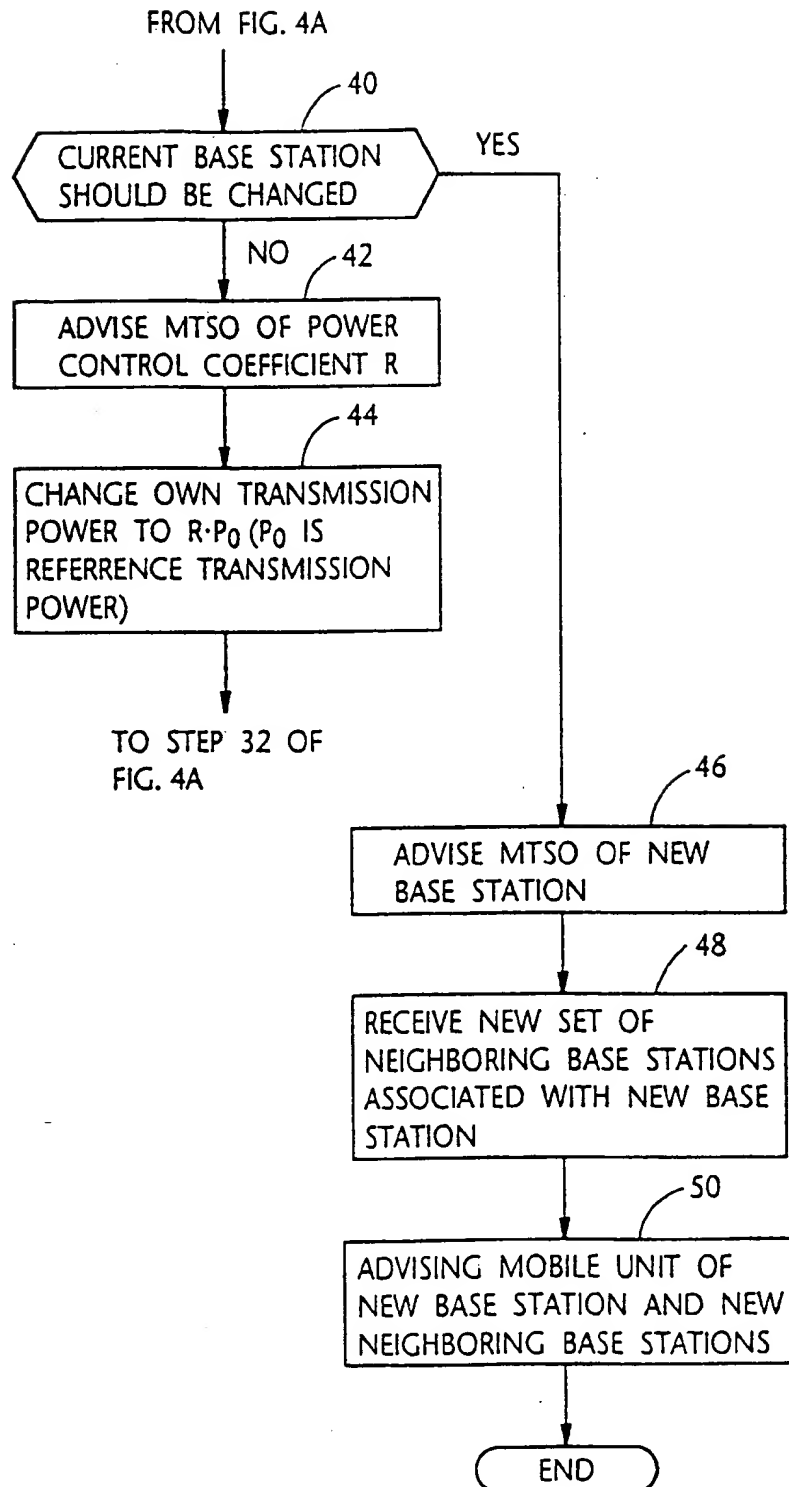 FROM FIG. 4A
40
CURRENT BASE STATION
SHOULD BE CHANGED
YES
NO
42
ADVISE MTSO OF POWER
CONTROL COEFFICIENT R
44
CHANGE OWN TRANSMISSION
POWER TO R·P0 (P0 IS
REFERRENCE TRANSMISSION
POWER)
TO STEP 32 OF
FIG. 4A
46
ADVISE MTSO OF NEW
BASE STATION
48
RECEIVE NEW SET OF
NEIGHBORING BASE STATIONS
ASSOCIATED WITH NEW BASE
STATION
50
ADVISING MOBILE UNIT OF
NEW BASE STATION AND NEW
NEIGHBORING BASE STATIONS
END